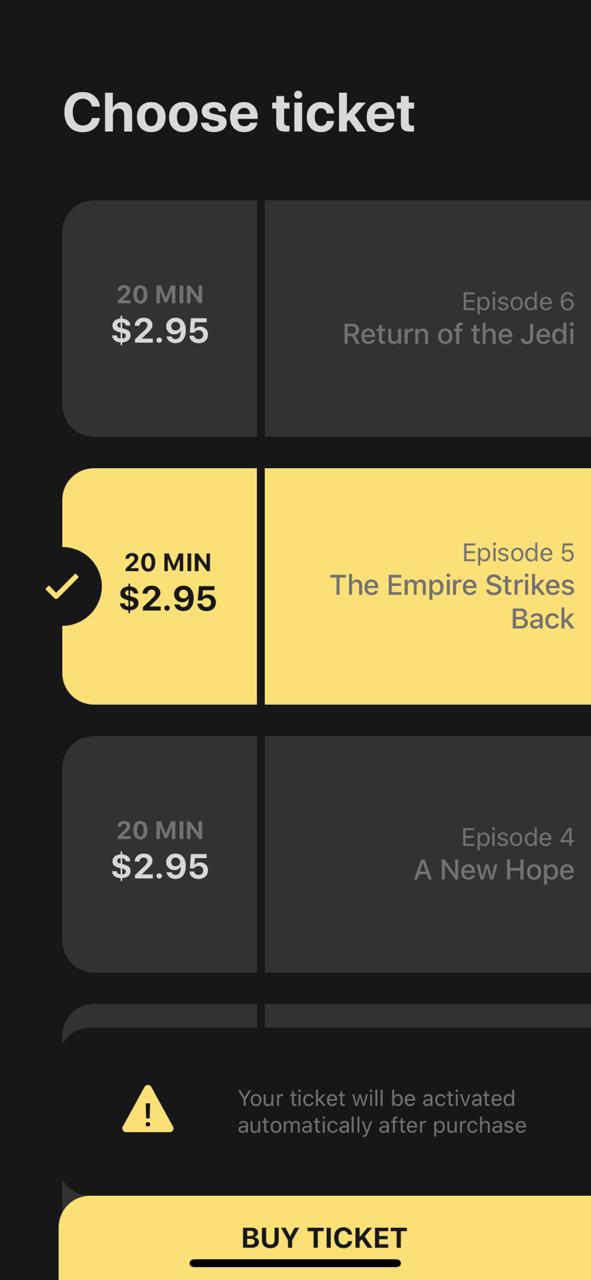 Choose ticket
20 MIN
$2.95
Episode 6
Return of the Jedi
20 MIN
$2.95
Episode 5
The Empire Strikes
Back
20 MIN
$2.95
Episode 4
A New Hope
Your ticket will be activated
automatically after purchase
BUY TICKET